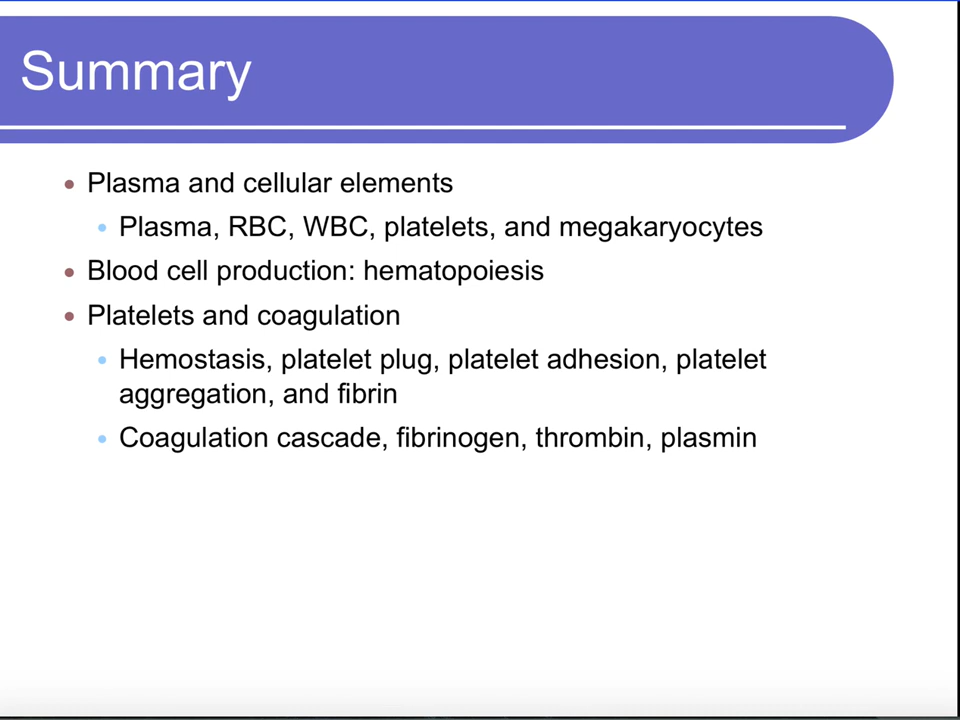 Summary
Plasma and cellular elements
Plasma, RBC, WBC, platelets, and megakaryocytes
Blood cell production: hematopoiesis
Platelets and coagulation
Hemostasis, platelet plug, platelet adhesion, platelet
aggregation, and fibrin
Coagulation cascade, fibrinogen, thrombin, plasmin